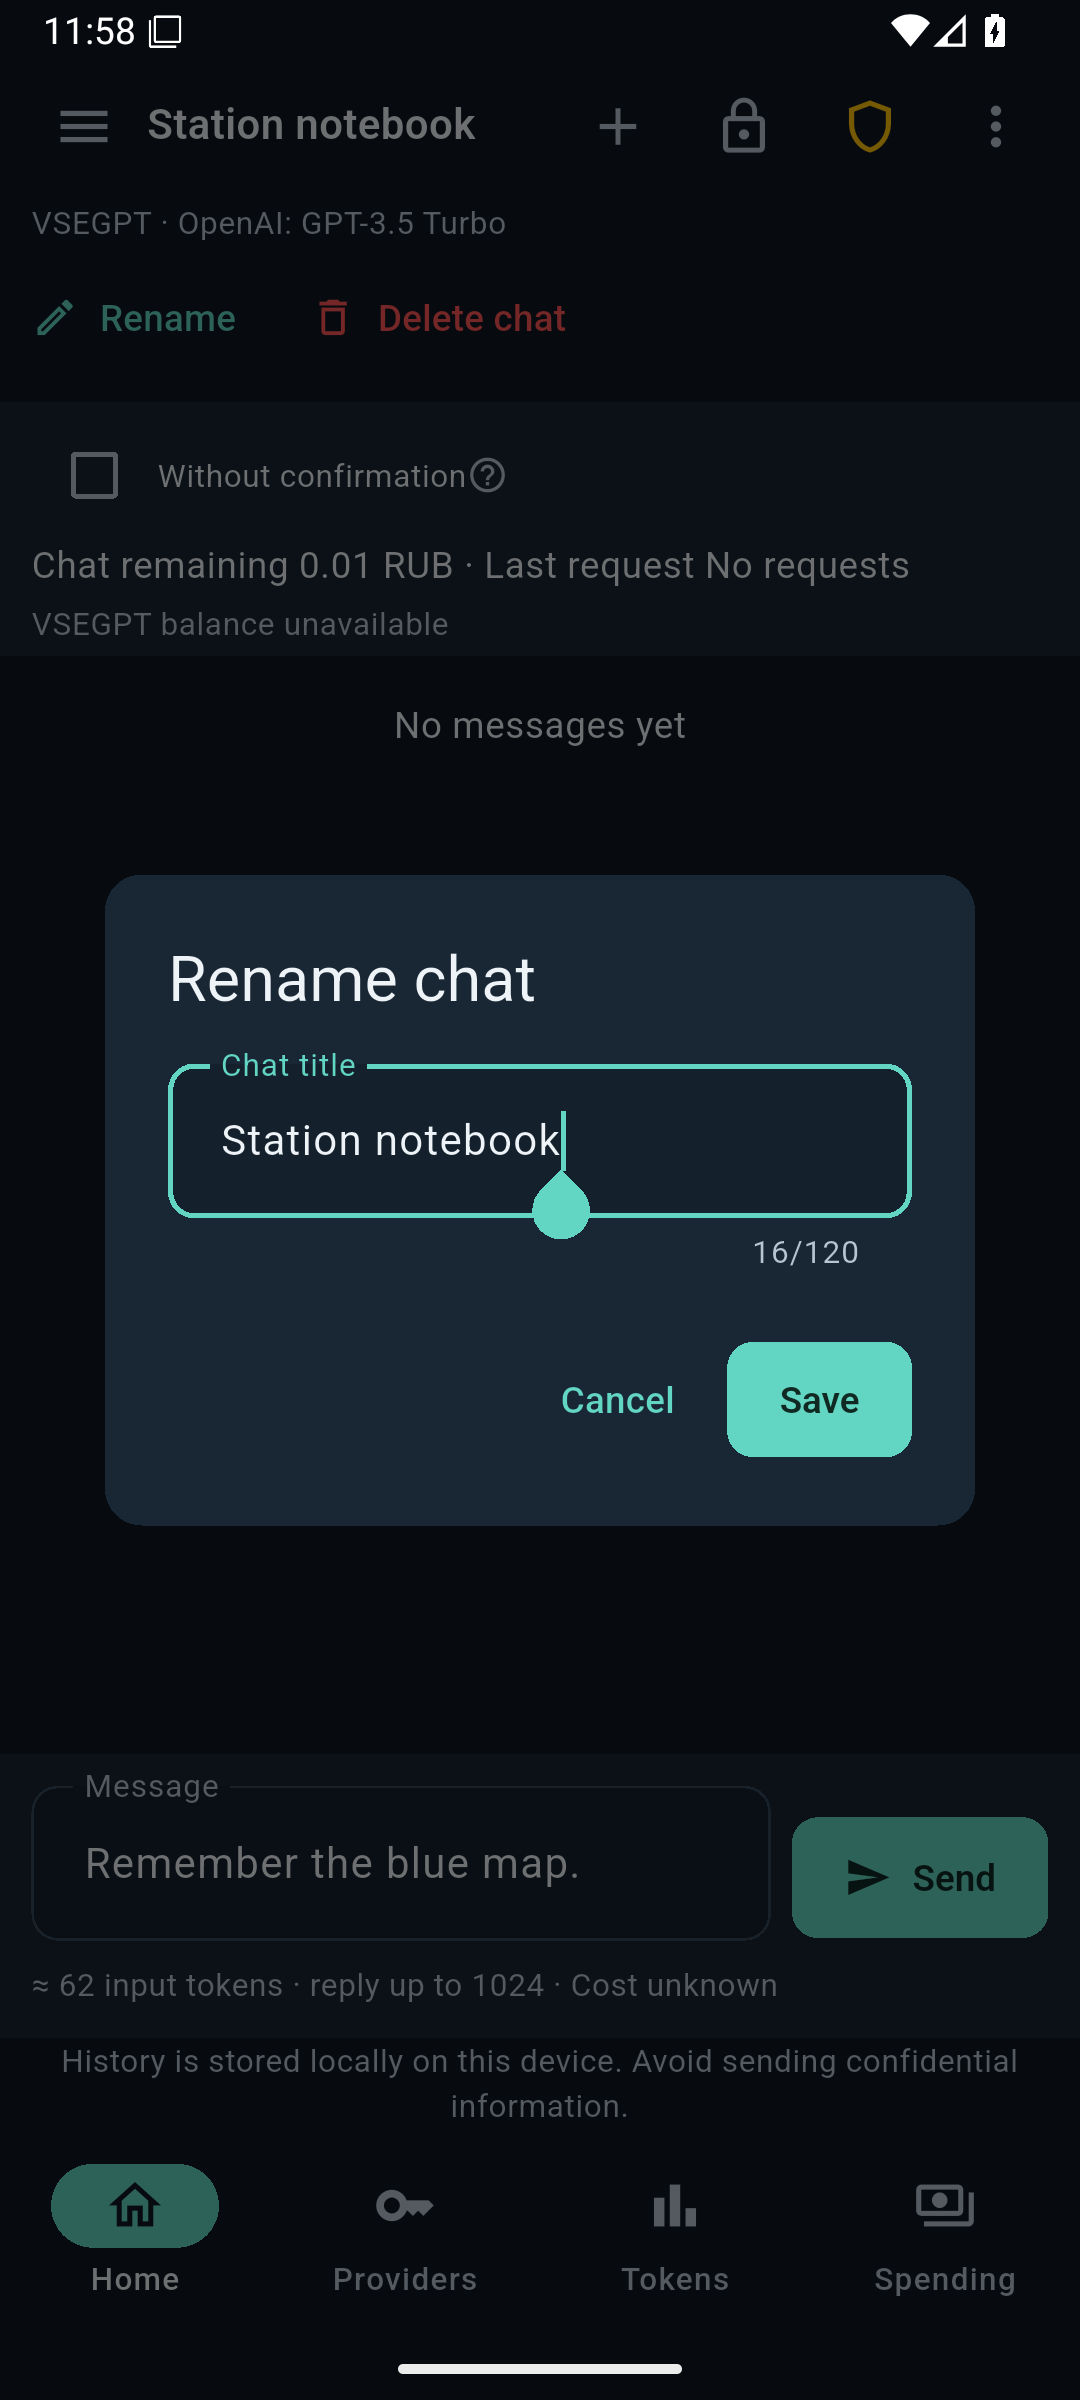 11:58
Station notebook
VSEGPT · OpenAI: GPT-3.5 Turbo
Rename
Delete chat
Without confirmation
Chat remaining 0.01 RUB · Last request No requests
VSEGPT balance unavailable
No messages yet
Rename chat
Chat title
Station notebook
16/120
Cancel
Save
Message
Remember the blue map.
Send
≈ 62 input tokens · reply up to 1024 · Cost unknown
History is stored locally on this device. Avoid sending confidential
information.
Home
Providers
Tokens
Spending